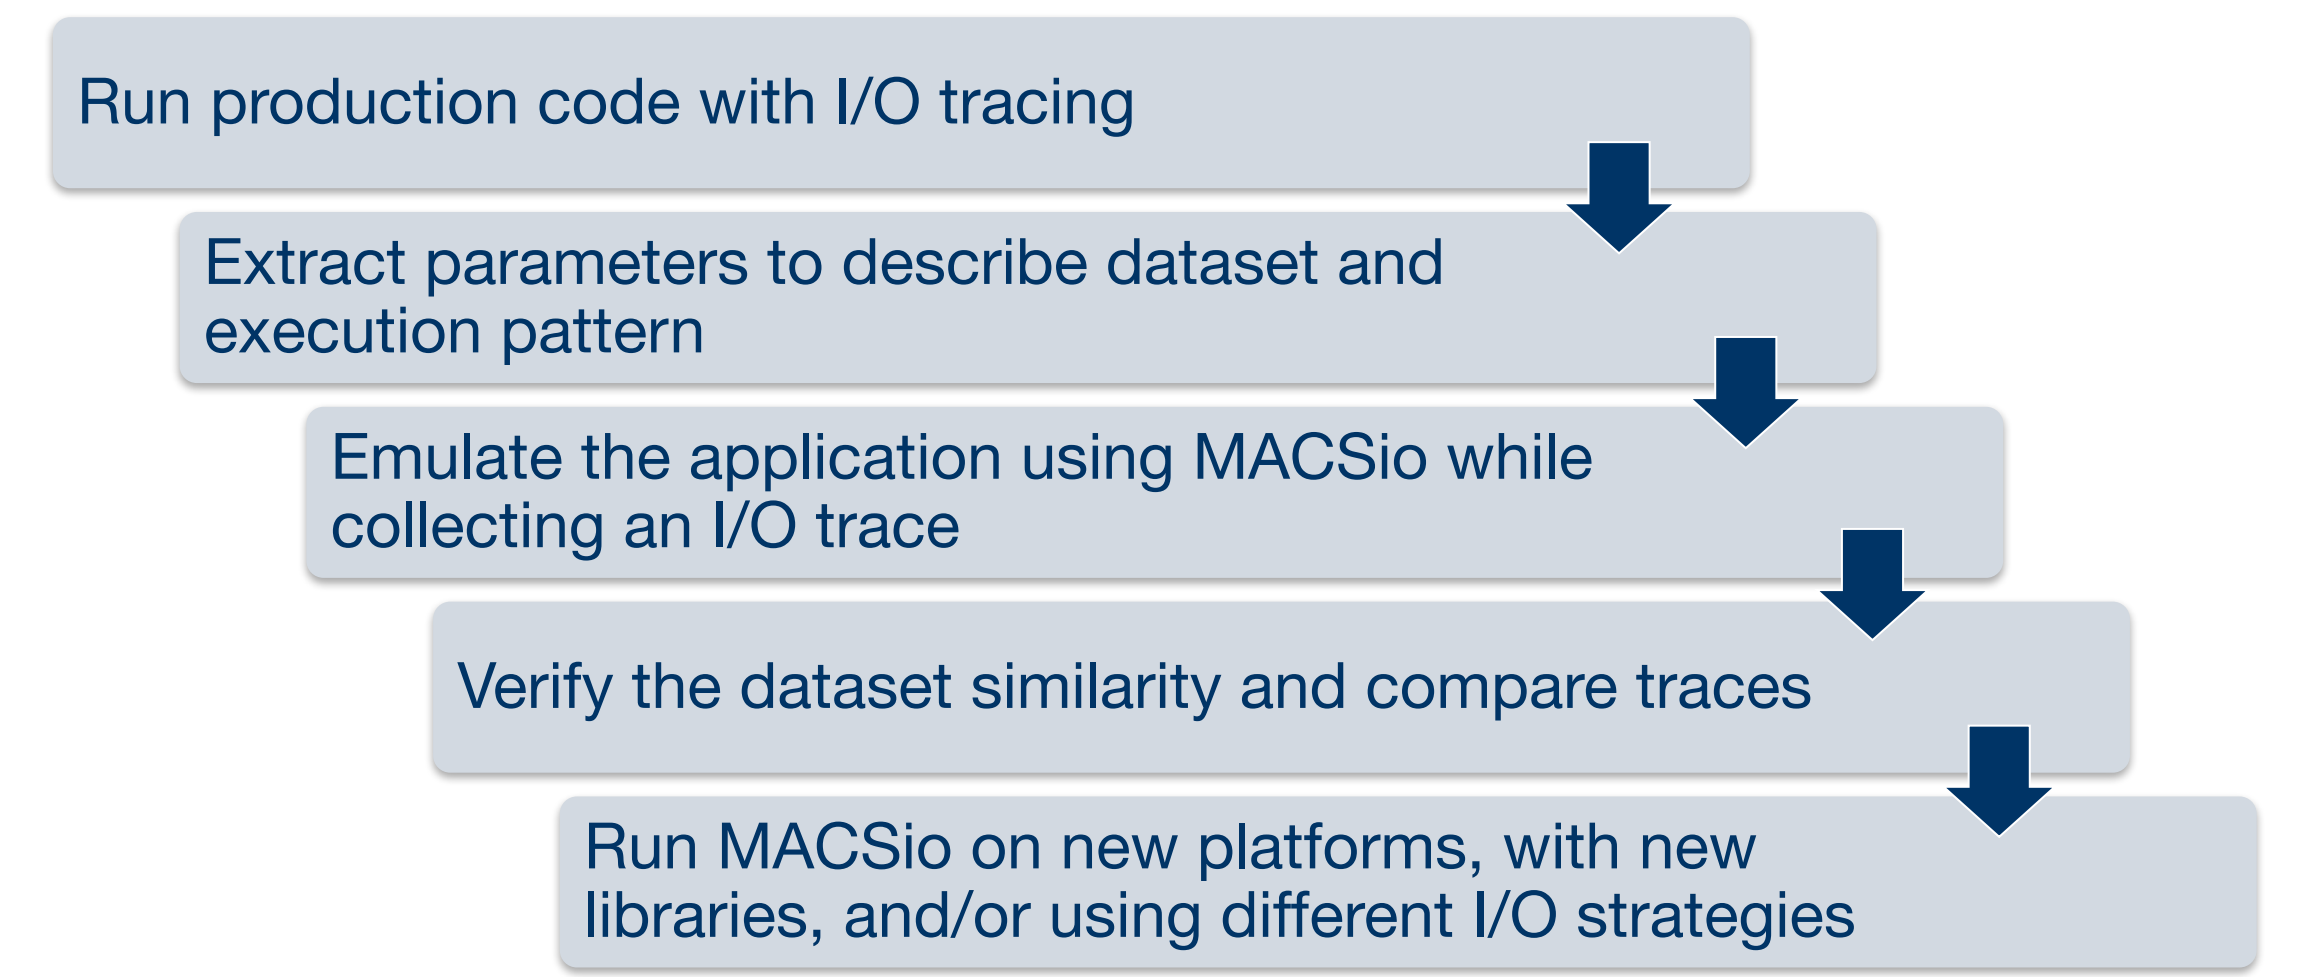 Run production code with I/O tracing
Extract parameters to describe dataset and
execution pattern
Emulate the application using MACSio while
collecting an I/O trace
Verify the dataset similarity and compare traces
Run MACSio on new platforms, with new
libraries, and/or using different I/O strategies